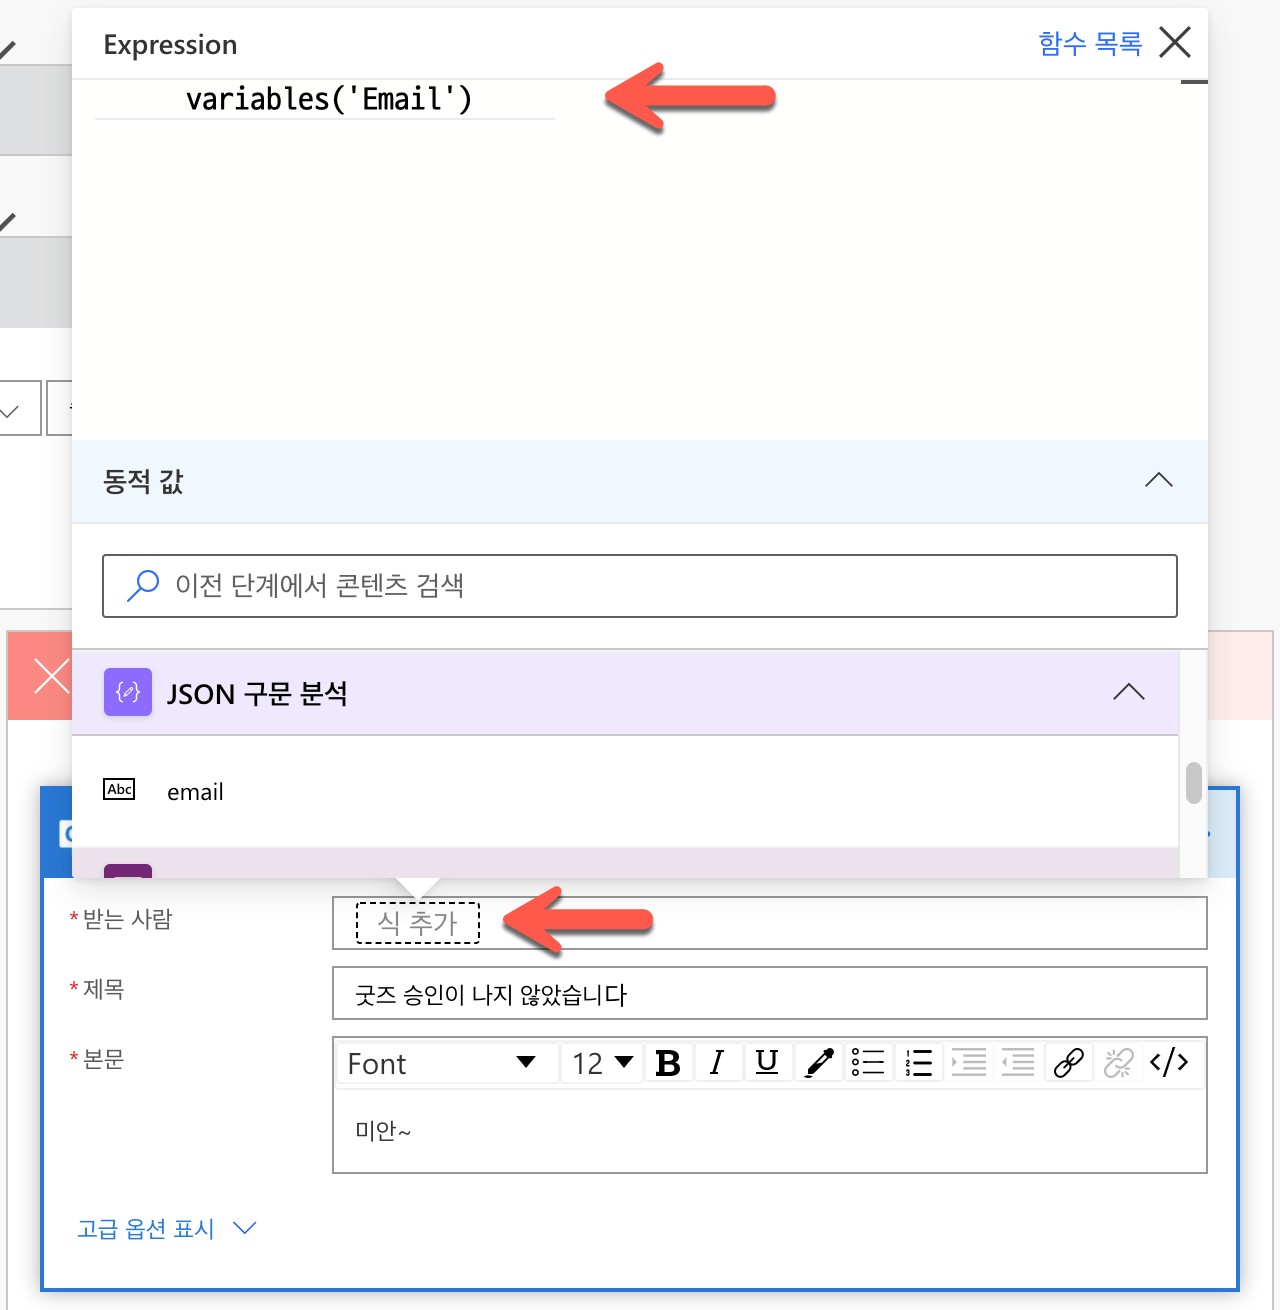 Expression
함수 목록
variables('Email')
동적 값
이전 단계에서 콘텐츠 검색
JSON 구문 분석
Abc
email
* 받는 사람
식 추가
* 제목
굿즈 승인이 나지 않았습니다
* 본문
Font
12
B
I
U
</>
미안~
고급 옵션 표시